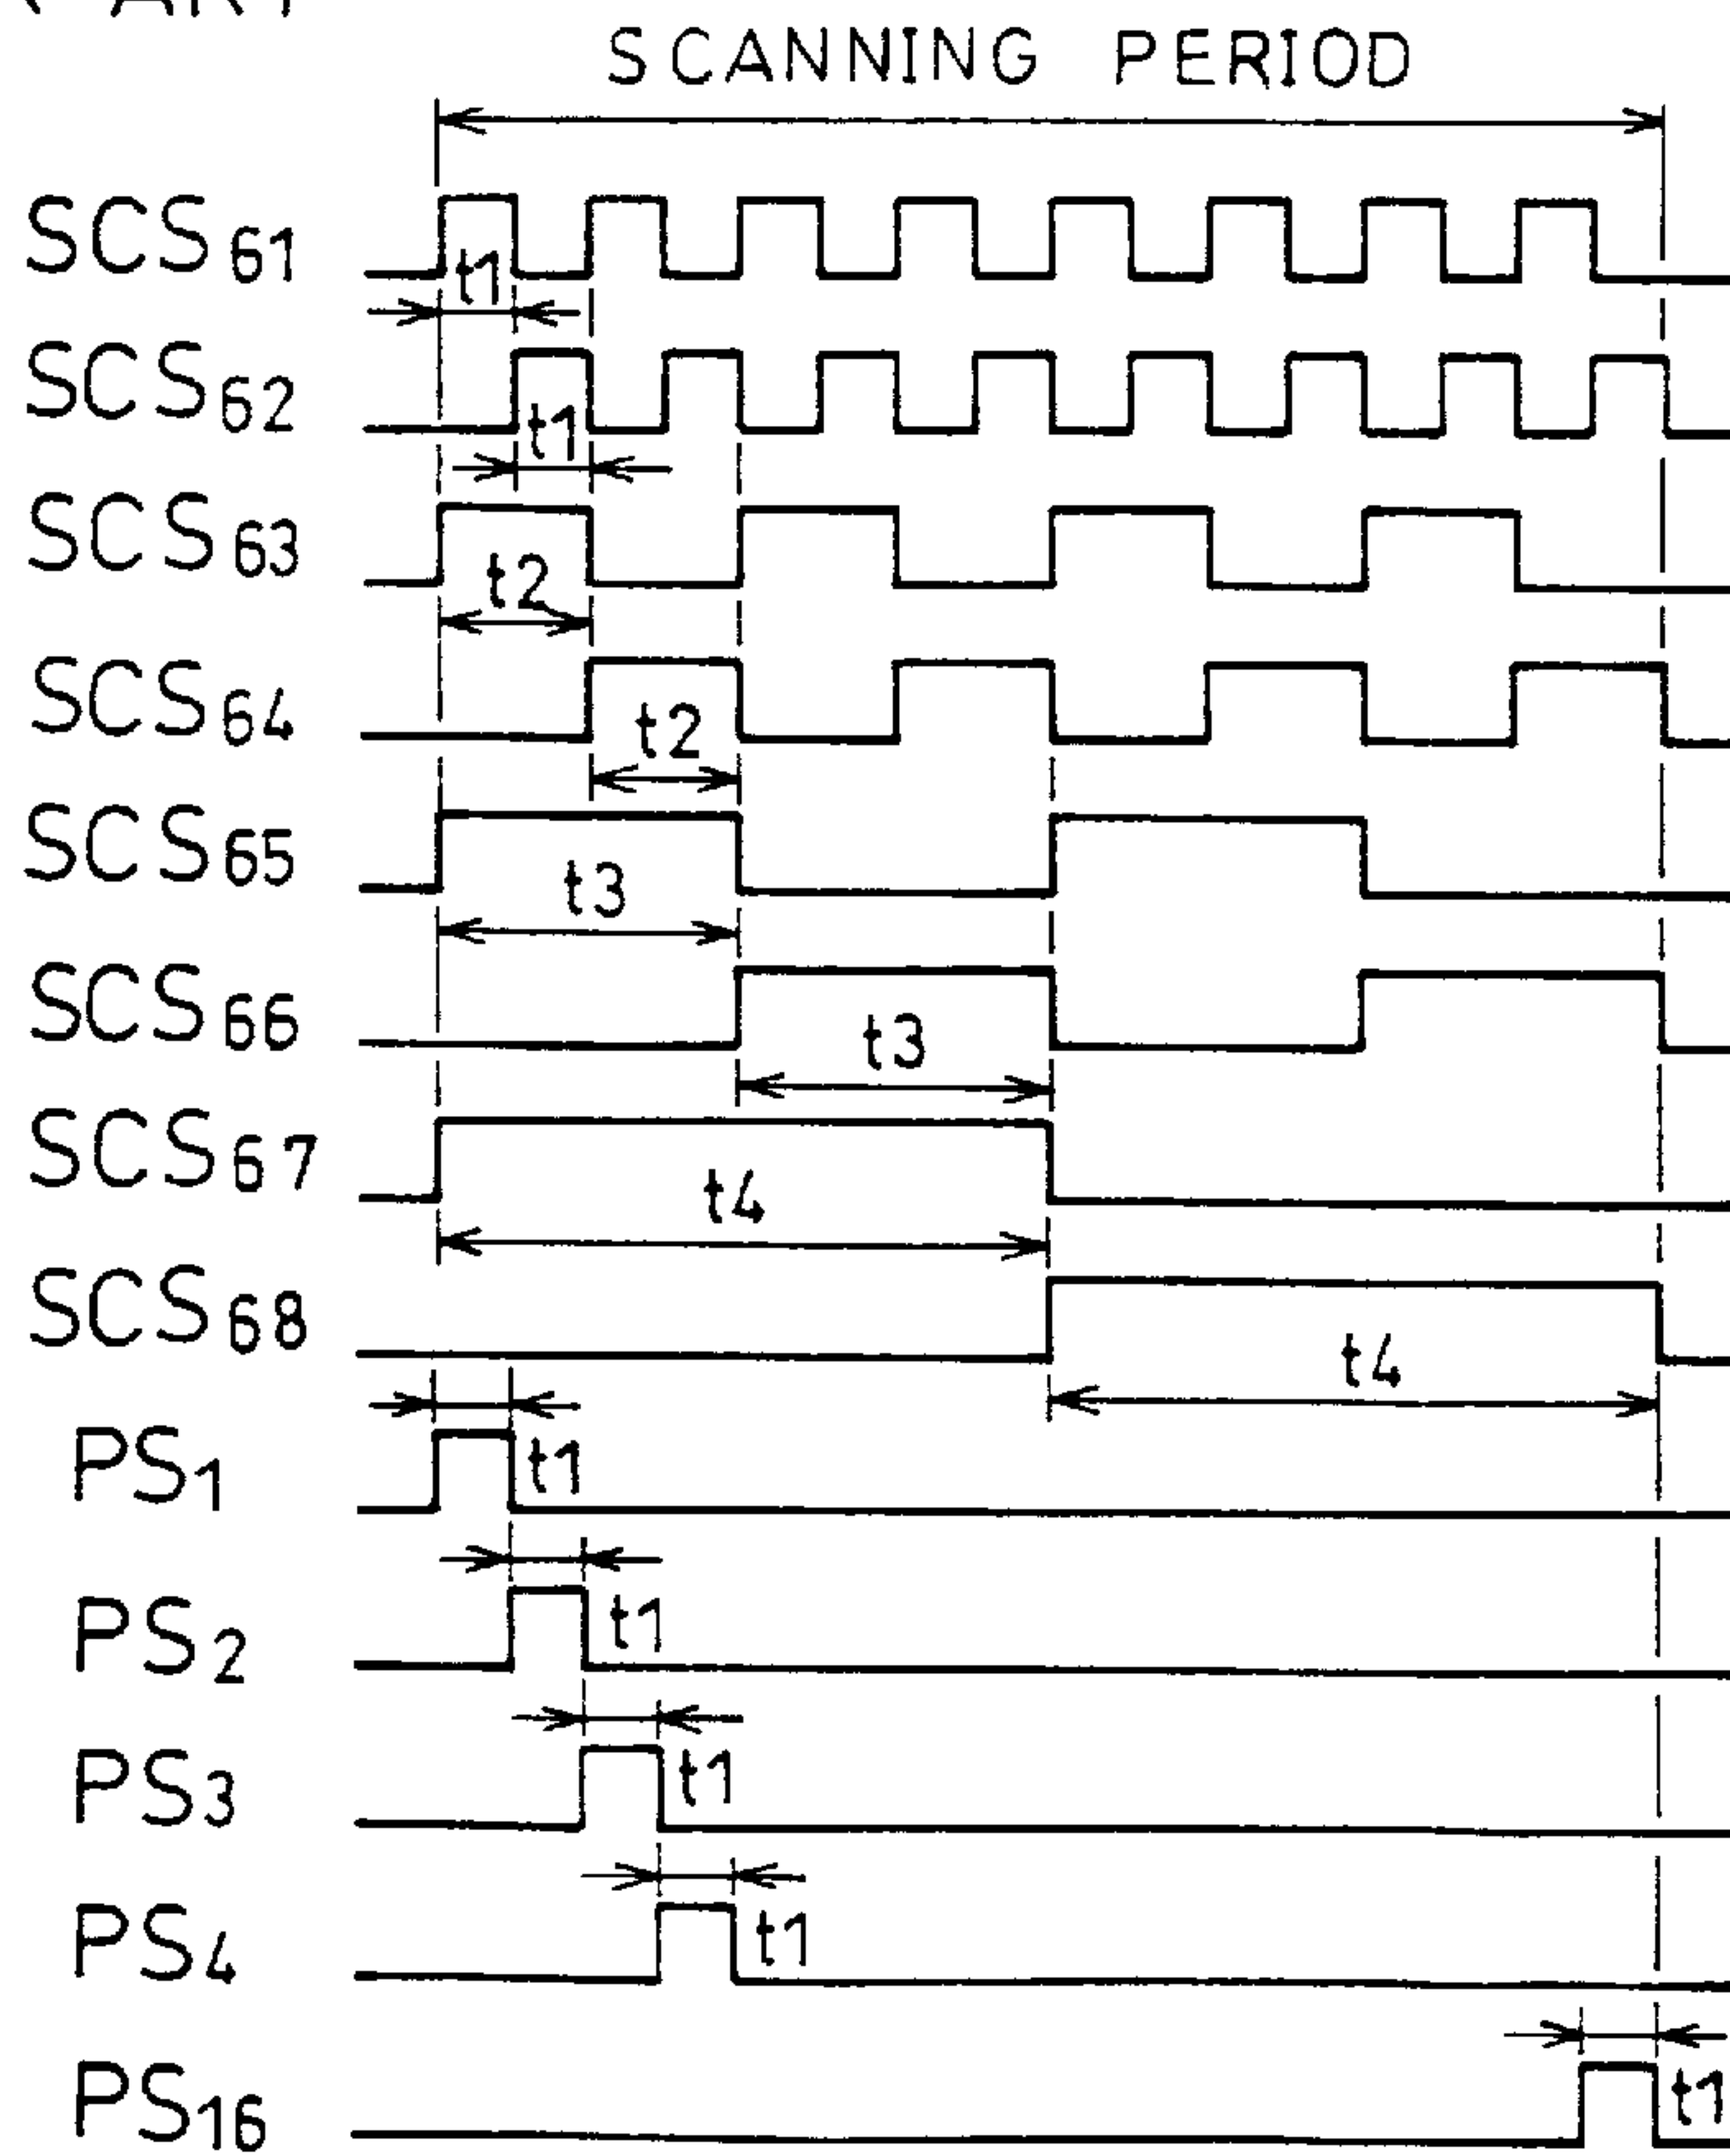 SCANNING PERIOD
SCS61
t1
SCS62
t1
SCS63
t2
SCS64
t2
SCS65
t3
SCS66
t3
SCS67
t4
SCS68
t4
PS1
t1
PS2
t1
PS3
t1
PS4
t1
PS16
t1